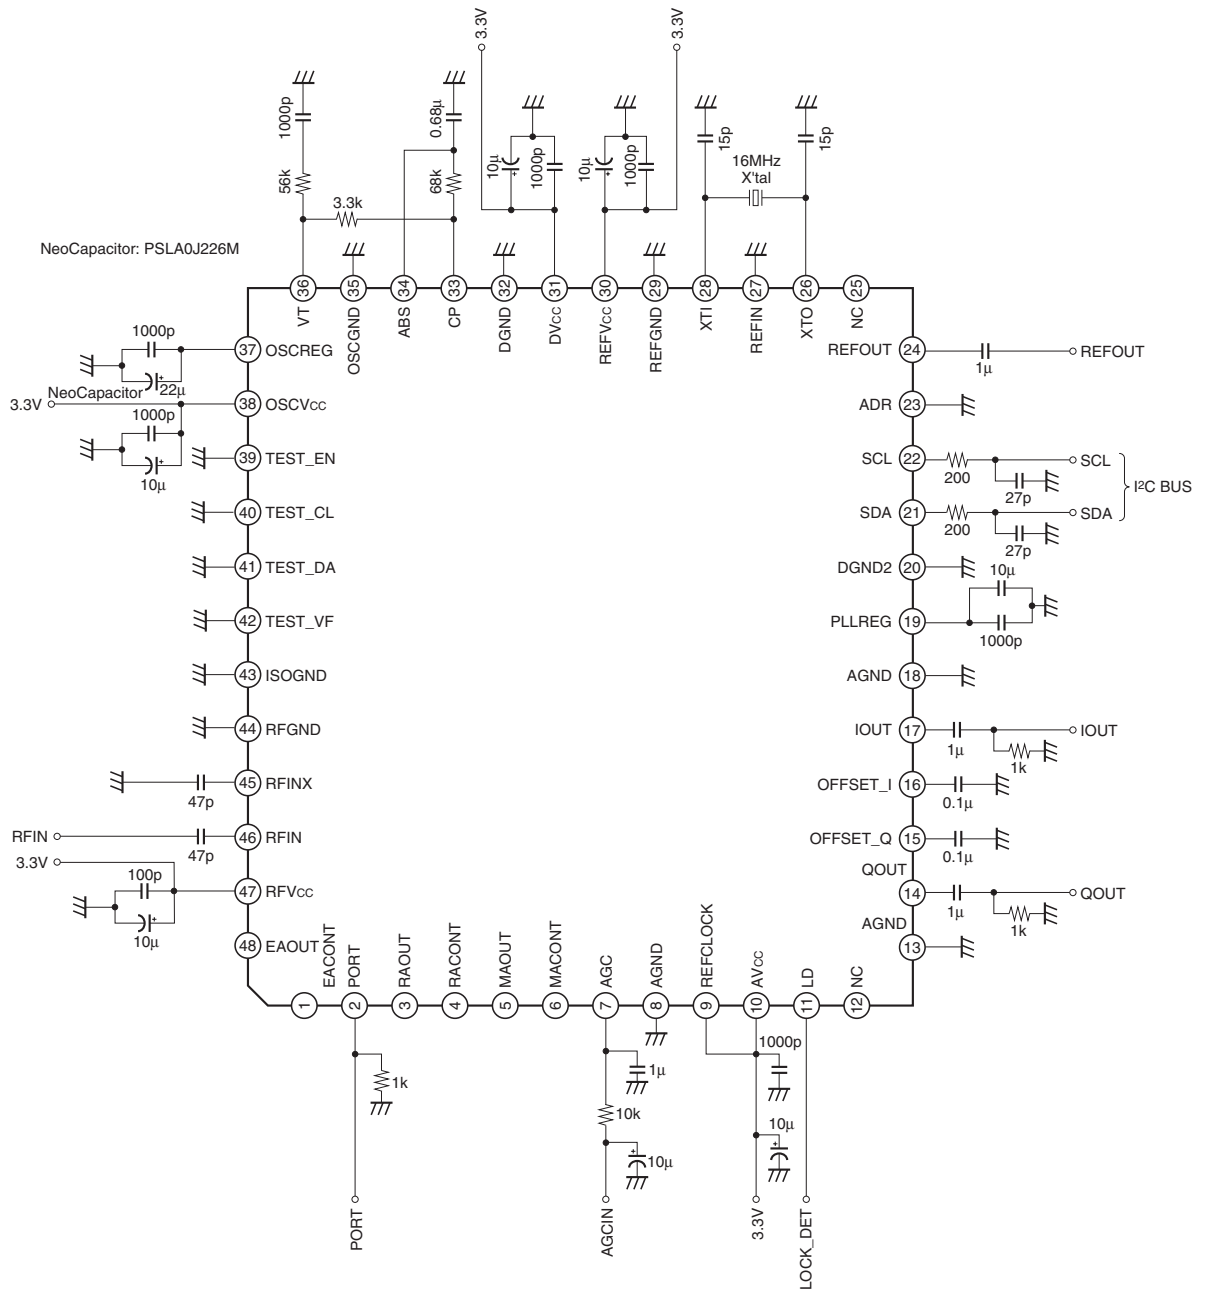 3.3V
3.3V
1000p
0.68µ
10µ
1000p
10µ
1000p
15p
15p
16MHz
X'tal
56k
68k
3.3k
NeoCapacitor: PSLA0J226M
36
35
34
33
32
31
30
29
28
27
26
25
VT
OSCGND
ABS
CP
DGND
DVCC
REFVCC
REFGND
XTI
REFIN
XTO
NC
1000p
37
OSCREG
22µ
NeoCapacitor
3.3V
38
OSCVCC
1000p
10µ
39
TEST_EN
40
TEST_CL
41
TEST_DA
42
TEST_VF
43
ISOGND
44
RFGND
45
RFINX
47p
RFIN
46
RFIN
47p
3.3V
100p
47
RFVCC
10µ
48
EAOUT
REFOUT
24
1µ
REFOUT
ADR
23
SCL
22
200
27p
SCL
I²C BUS
SDA
21
200
27p
SDA
DGND2
20
10µ
PLLREG
19
1000p
AGND
18
IOUT
17
1µ
1k
IOUT
OFFSET_I
16
0.1µ
OFFSET_Q
15
0.1µ
QOUT
14
1µ
1k
QOUT
AGND
13
EACONT
PORT
RAOUT
RACONT
MAOUT
MACONT
AGC
AGND
REFCLOCK
AVCC
LD
NC
1
2
3
4
5
6
7
8
9
10
11
12
1k
1µ
10k
10µ
1000p
10µ
PORT
AGCIN
3.3V
LOCK_DET